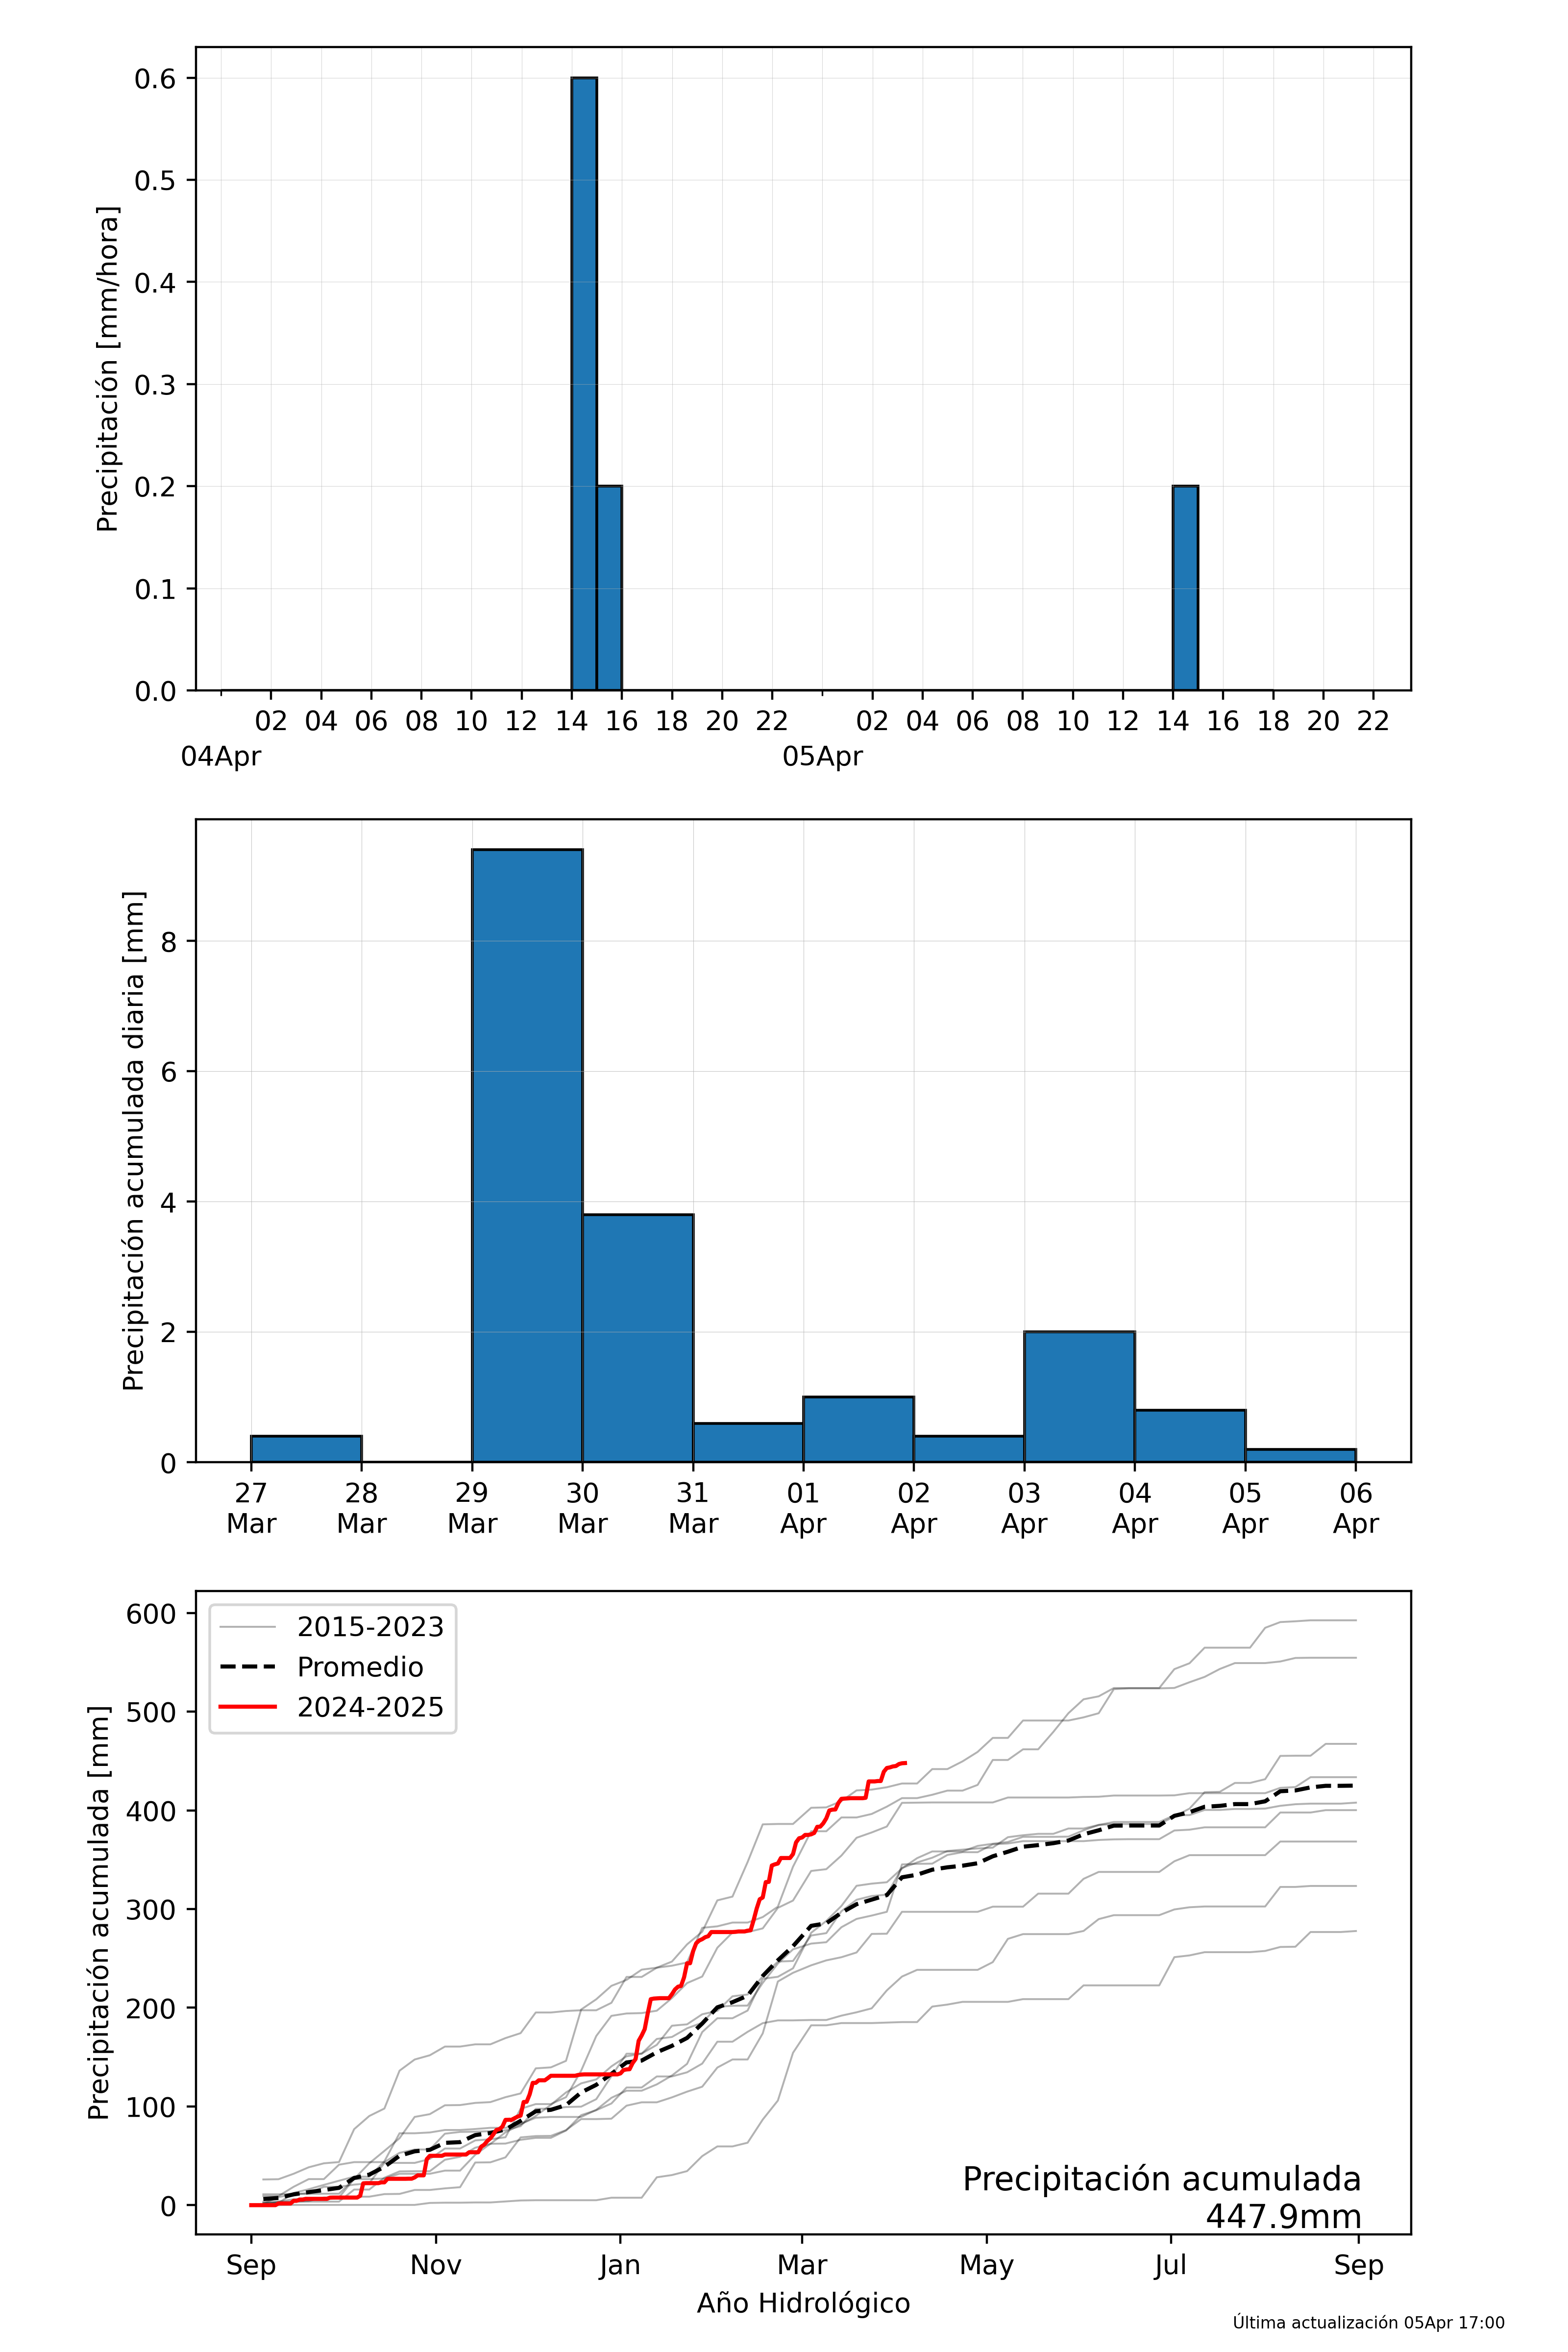 Precipitación [mm/hora]
0.6
0.5
0.4
0.3
0.2
0.1
0.0
02 04 06 08 10 12 14 16 18 20 22 02 04 06 08 10 12 14 16 18 20 22
04Apr 05Apr
Precipitación acumulada diaria [mm]
8
6
4
2
0
27 28 29 30 31 01 02 03 04 05 06
Mar Mar Mar Mar Mar Apr Apr Apr Apr Apr Apr
Precipitación acumulada [mm]
600
500
400
300
200
100
0
2015-2023
Promedio
2024-2025
Precipitación acumulada
447.9mm
Sep Nov Jan Mar May Jul Sep
Año Hidrológico
Última actualización 05Apr 17:00